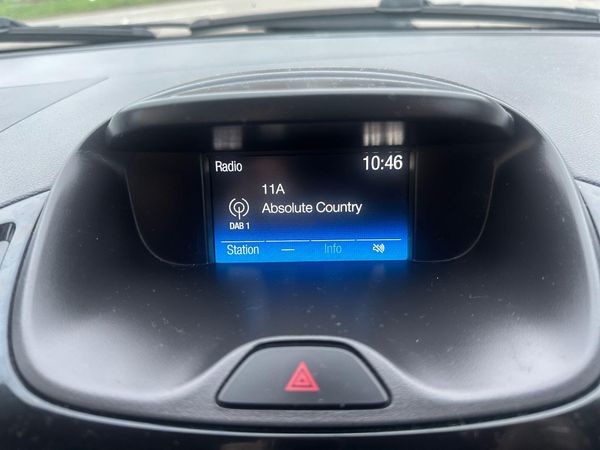 Radio 10:46
11A
Absolute Country
DAB 1
Station — Info